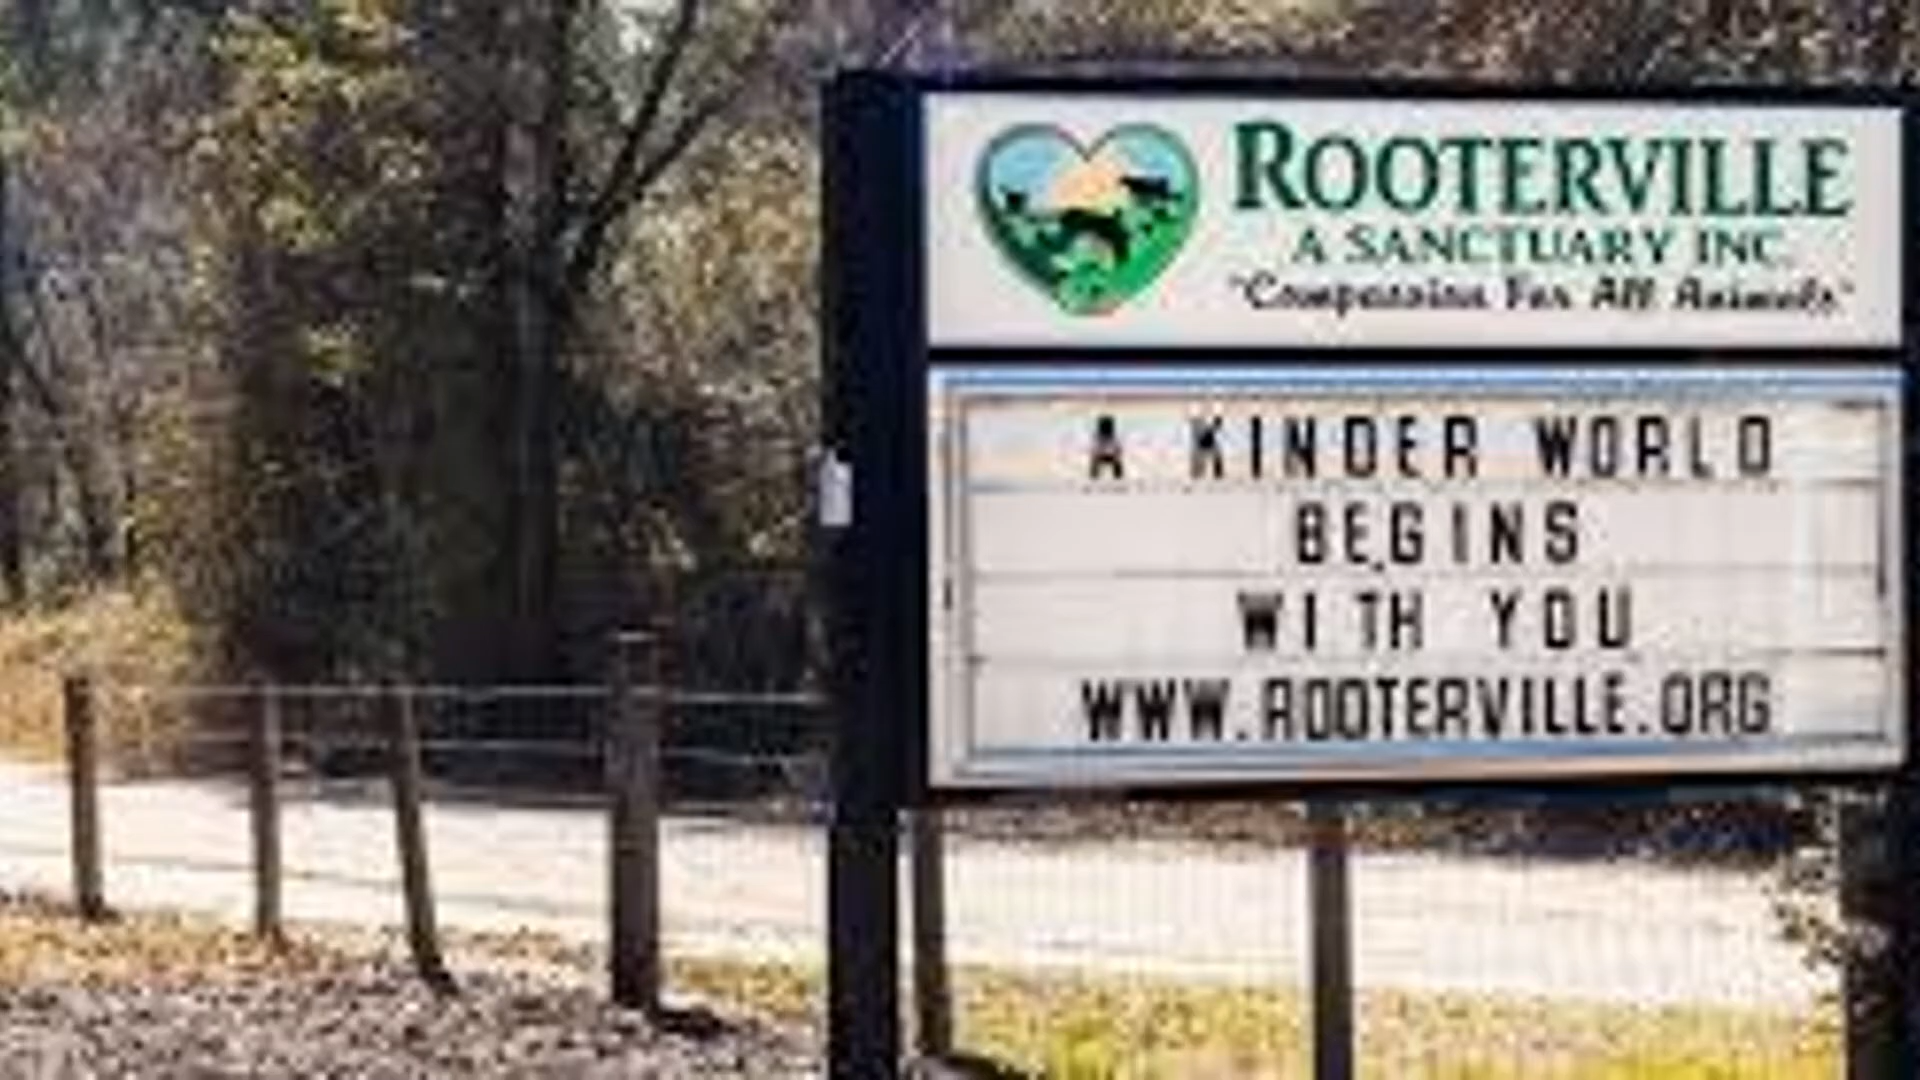 ROOTERVILLE
A SANCTUARY INC.
"Compassion For All Animals"
A KINDER WORLD
BEGINS
WITH YOU
WWW.ROOTERVILLE.ORG